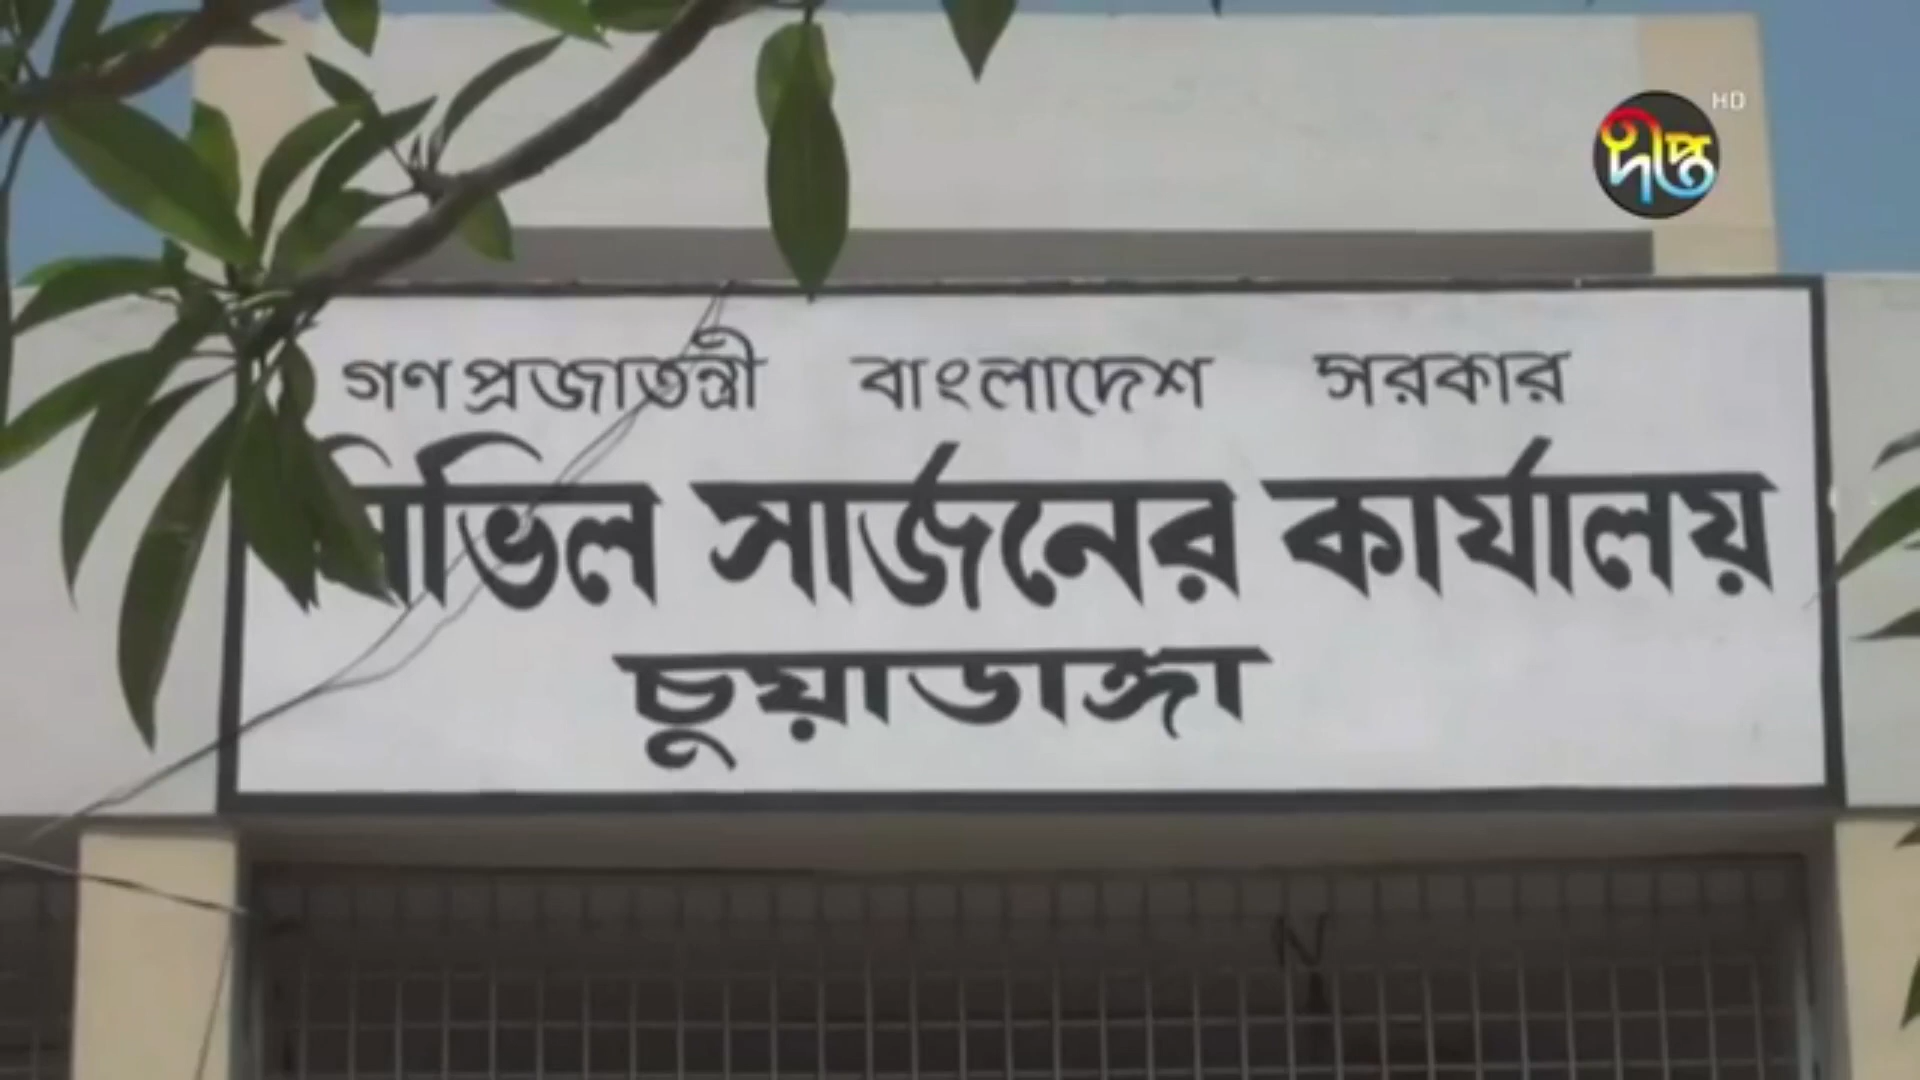 দীপ্ত HD
গণপ্রজাতন্ত্রী বাংলাদেশ সরকার
সিভিল সার্জনের কার্যালয়
চুয়াডাঙ্গা